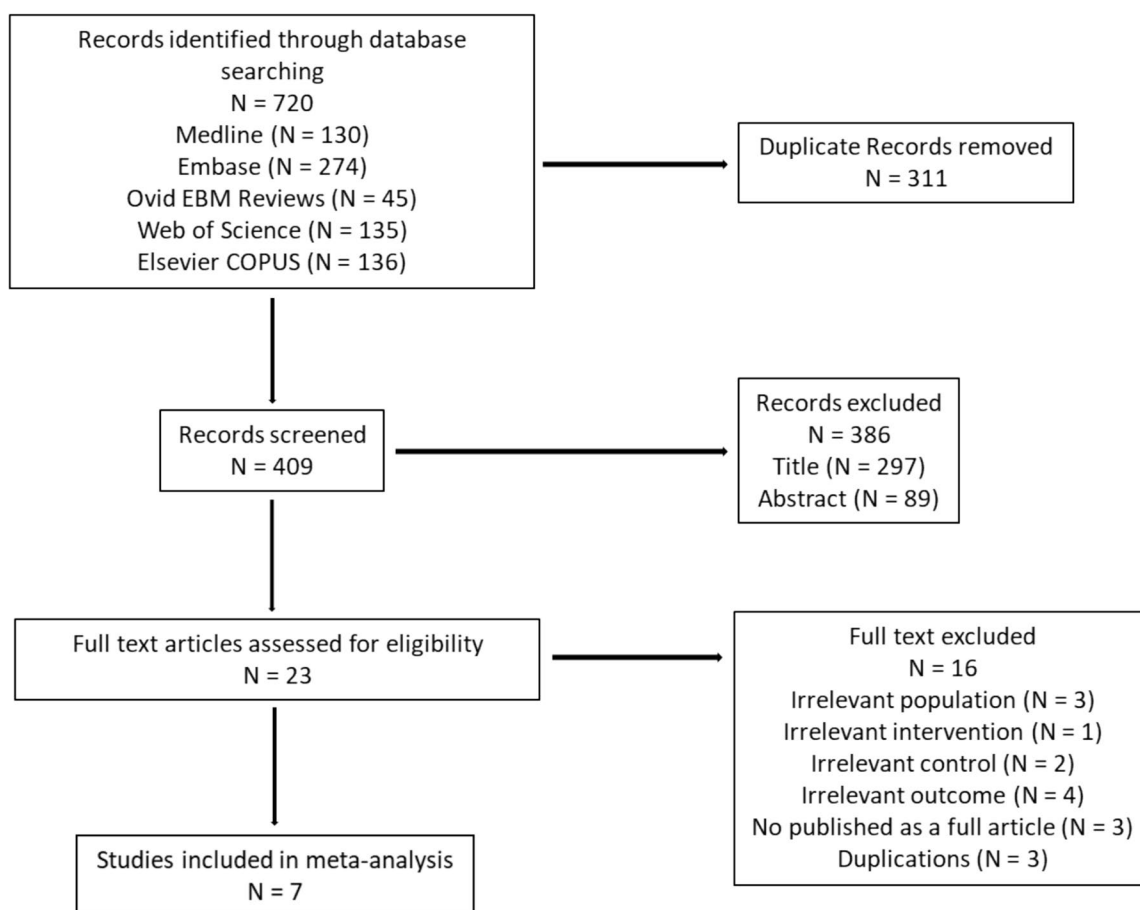 Records identified through database
searching
N = 720
Medline (N = 130)
Embase (N = 274)
Ovid EBM Reviews (N = 45)
Web of Science (N = 135)
Elsevier COPUS (N = 136)
Duplicate Records removed
N = 311
Records screened
N = 409
Records excluded
N = 386
Title (N = 297)
Abstract (N = 89)
Full text articles assessed for eligibility
N = 23
Full text excluded
N = 16
Irrelevant population (N = 3)
Irrelevant intervention (N = 1)
Irrelevant control (N = 2)
Irrelevant outcome (N = 4)
No published as a full article (N = 3)
Duplications (N = 3)
Studies included in meta-analysis
N = 7